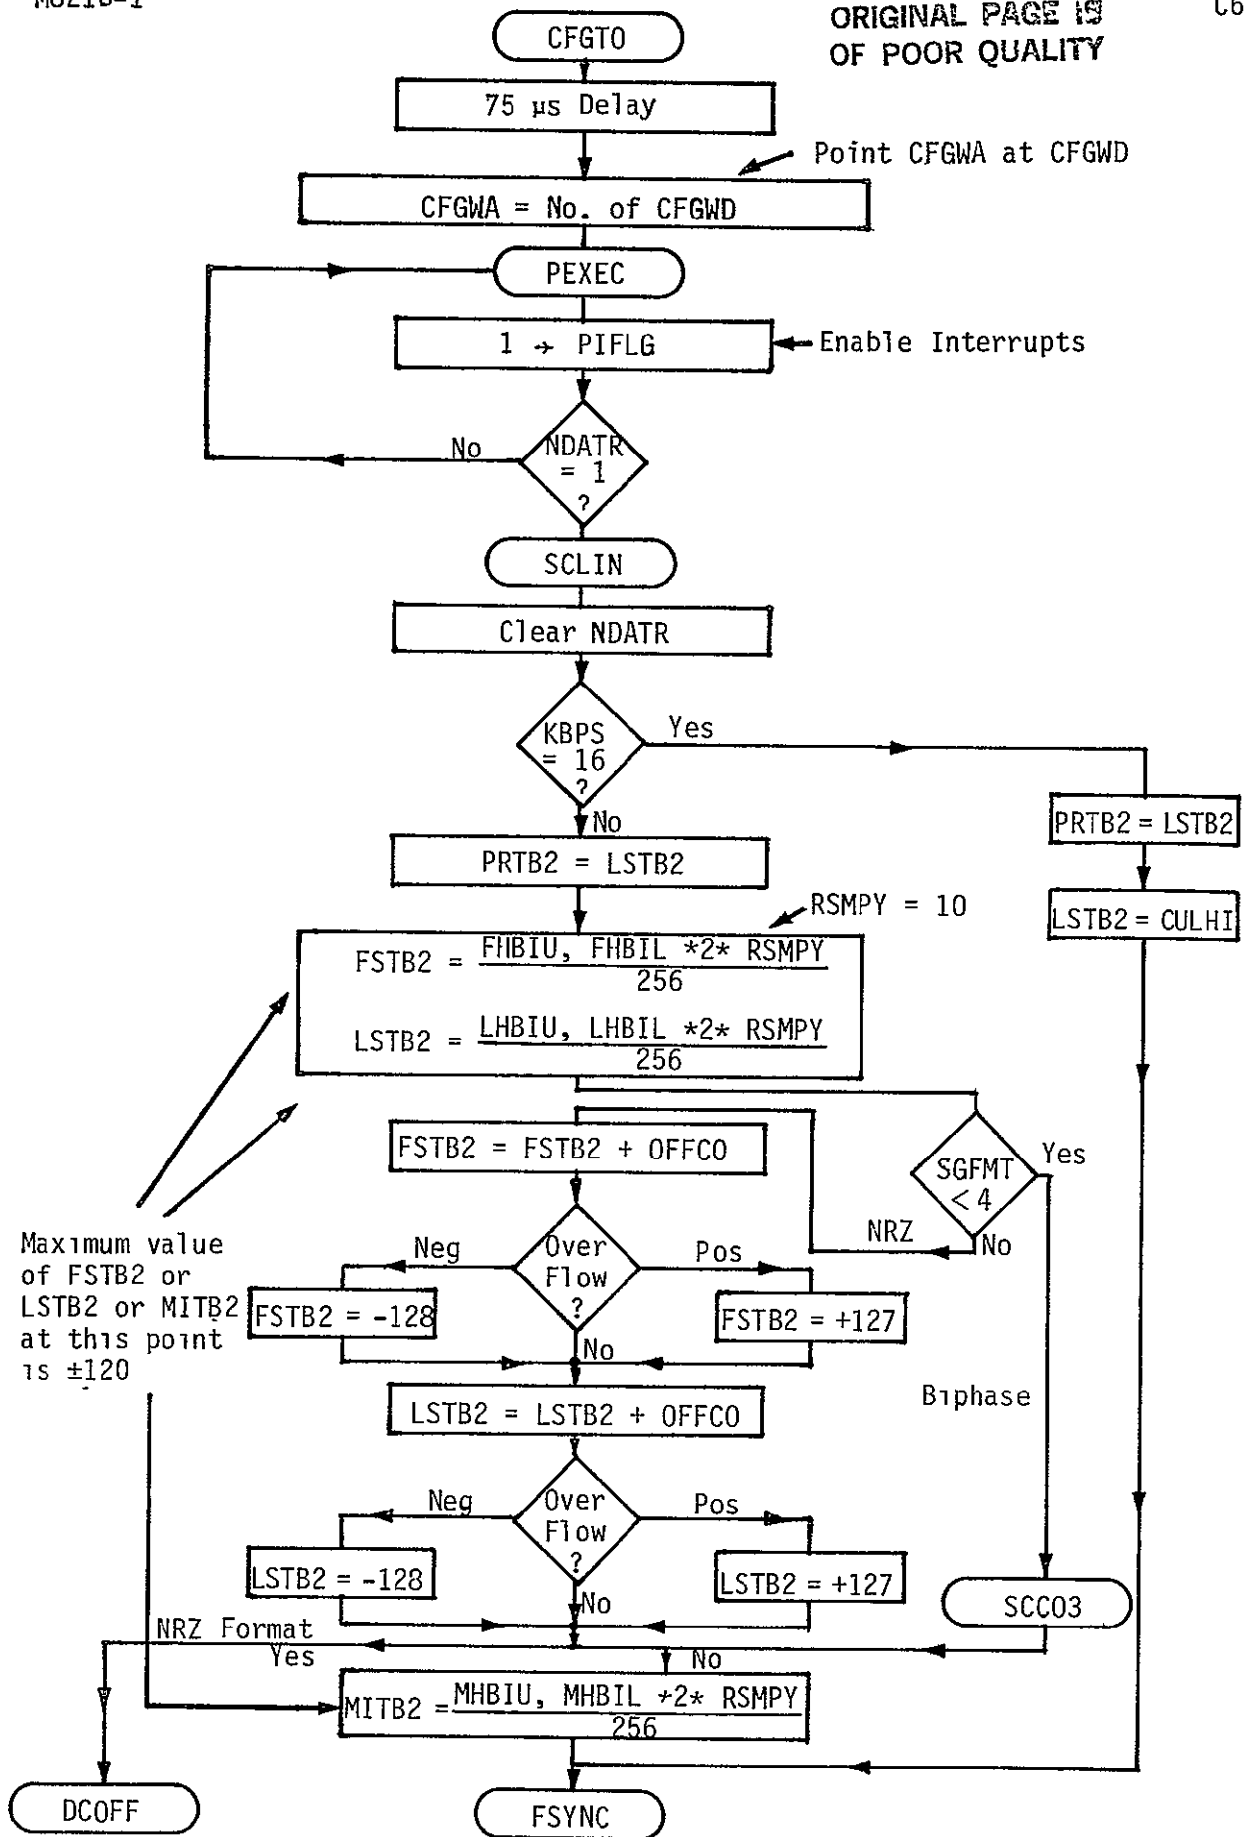 M8210-1
ORIGINAL PAGE IS
OF POOR QUALITY
C6
CFGTO
75 µs Delay
Point CFGWA at CFGWD
CFGWA = No. of CFGWD
PEXEC
1 → PIFLG
Enable Interrupts
No
NDATR
= 1
?
SCLIN
Clear NDATR
KBPS
= 16
?
Yes
No
PRTB2 = LSTB2
PRTB2 = LSTB2
LSTB2 = CULHI
RSMPY = 10
FSTB2 = FHBIU, FHBIL *2* RSMPY
256
LSTB2 = LHBIU, LHBIL *2* RSMPY
256
FSTB2 = FSTB2 + OFFCO
SGFMT
< 4
Yes
NRZ
No
Maximum value
of FSTB2 or
LSTB2 or MITB2
at this point
is ±120
Neg
Over
Flow
?
Pos
FSTB2 = -128
FSTB2 = +127
No
Biphase
LSTB2 = LSTB2 + OFFCO
Neg
Over
Flow
?
Pos
LSTB2 = -128
LSTB2 = +127
No
SCCO3
NRZ Format
Yes
No
MITB2 = MHBIU, MHBIL *2* RSMPY
256
DCOFF
FSYNC